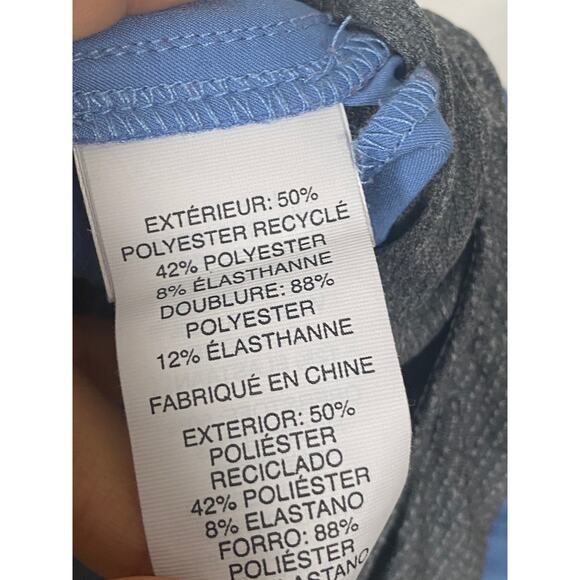 EXTÉRIEUR: 50%
POLYESTER RECYCLÉ
42% POLYESTER
8% ÉLASTHANNE
DOUBLURE: 88%
POLYESTER
12% ÉLASTHANNE
FABRIQUÉ EN CHINE
EXTERIOR: 50%
POLIÉSTER
RECICLADO
42% POLIÉSTER
8% ELASTANO
FORRO: 88%
POLIÉSTER
ELASTANO